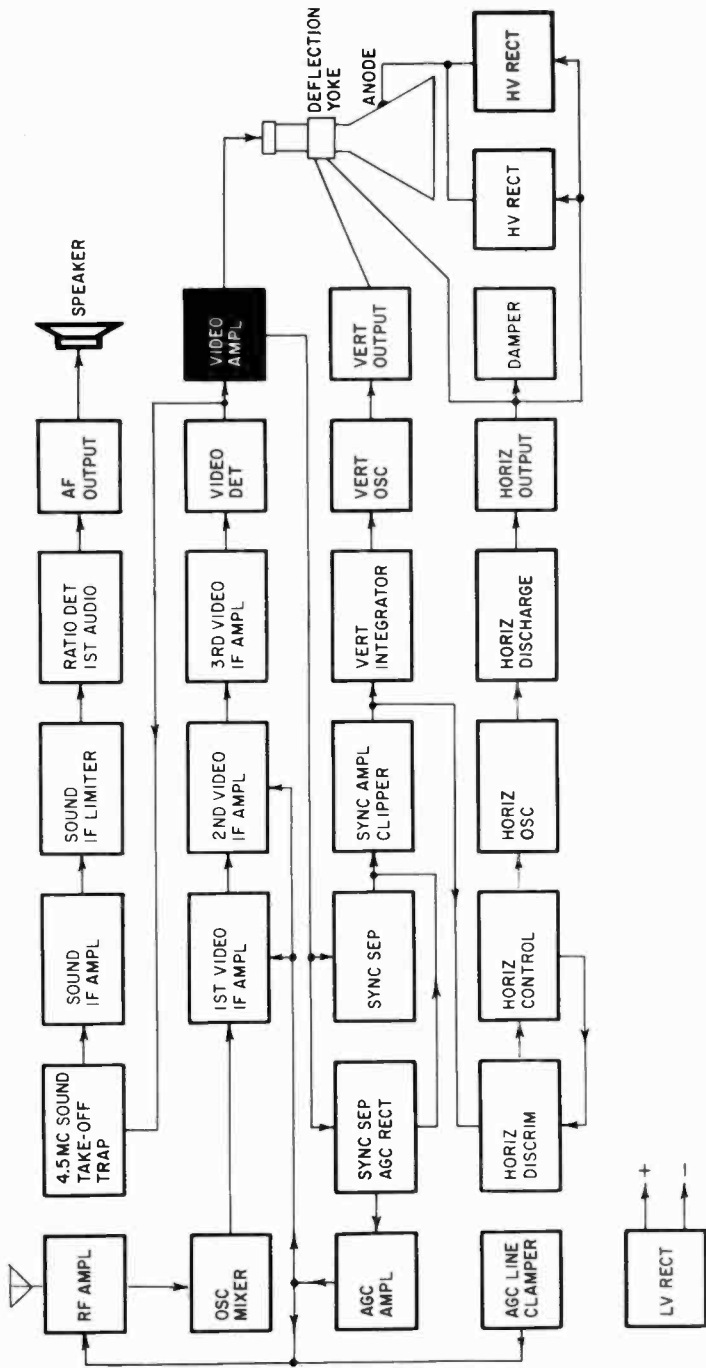 SPEAKER
4.5MC SOUND
TAKE-OFF
TRAP
SOUND
IF AMPL
SOUND
IF LIMITER
RATIO DET
1ST AUDIO
AF
OUTPUT
RF AMPL
OSC
MIXER
1ST VIDEO
IF AMPL
2ND VIDEO
IF AMPL
3RD VIDEO
IF AMPL
VIDEO
DET
VIDEO
AMPL
DEFLECTION
YOKE
ANODE
AGC
AMPL
SYNC SEP
AGC RECT
SYNC SEP
SYNC AMPL
CLIPPER
VERT
INTEGRATOR
VERT
OSC
VERT
OUTPUT
HV RECT
HV RECT
AGC LINE
CLAMPER
HORIZ
DISCRIM
HORIZ
CONTROL
HORIZ
OSC
HORIZ
DISCHARGE
HORIZ
OUTPUT
DAMPER
LV RECT
+
-